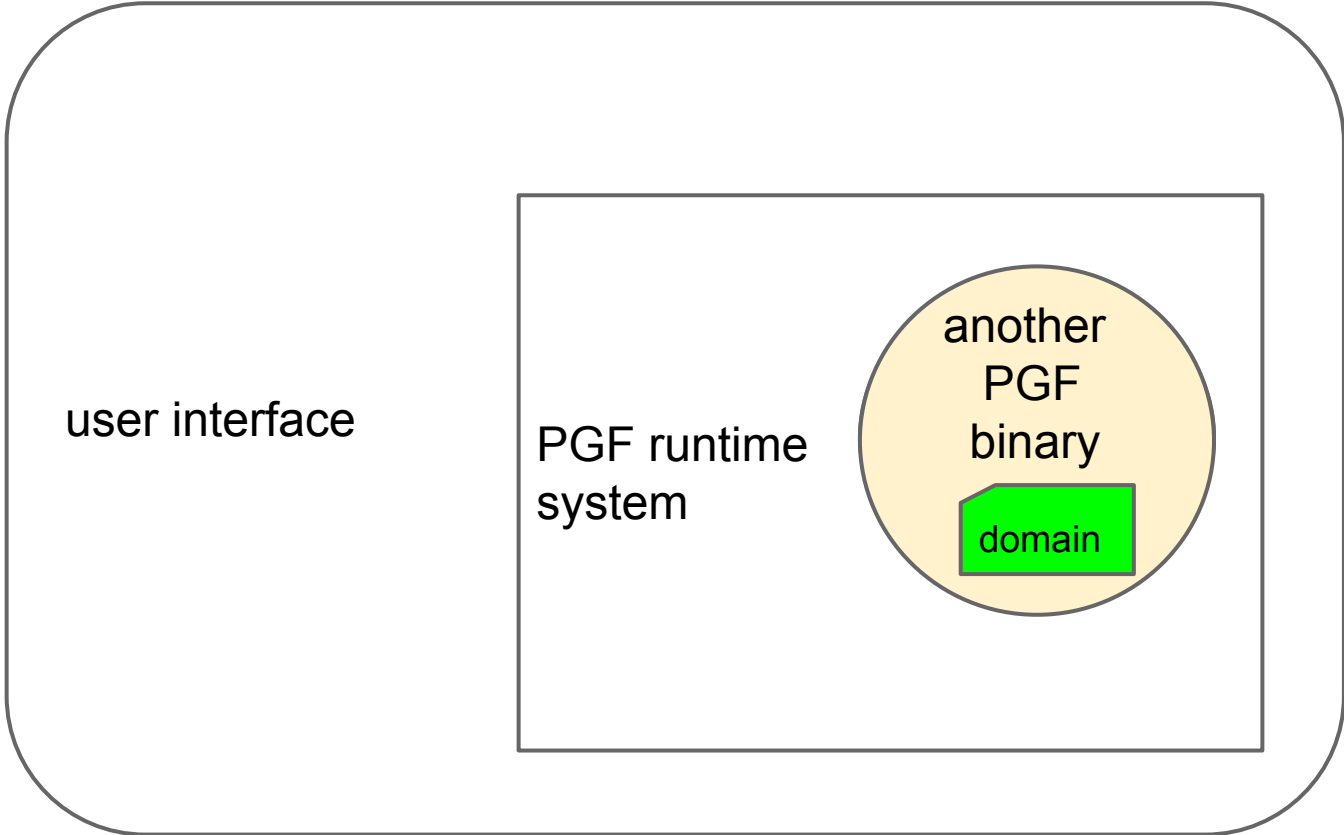 user interface
PGF runtime
system
another
PGF
binary
domain